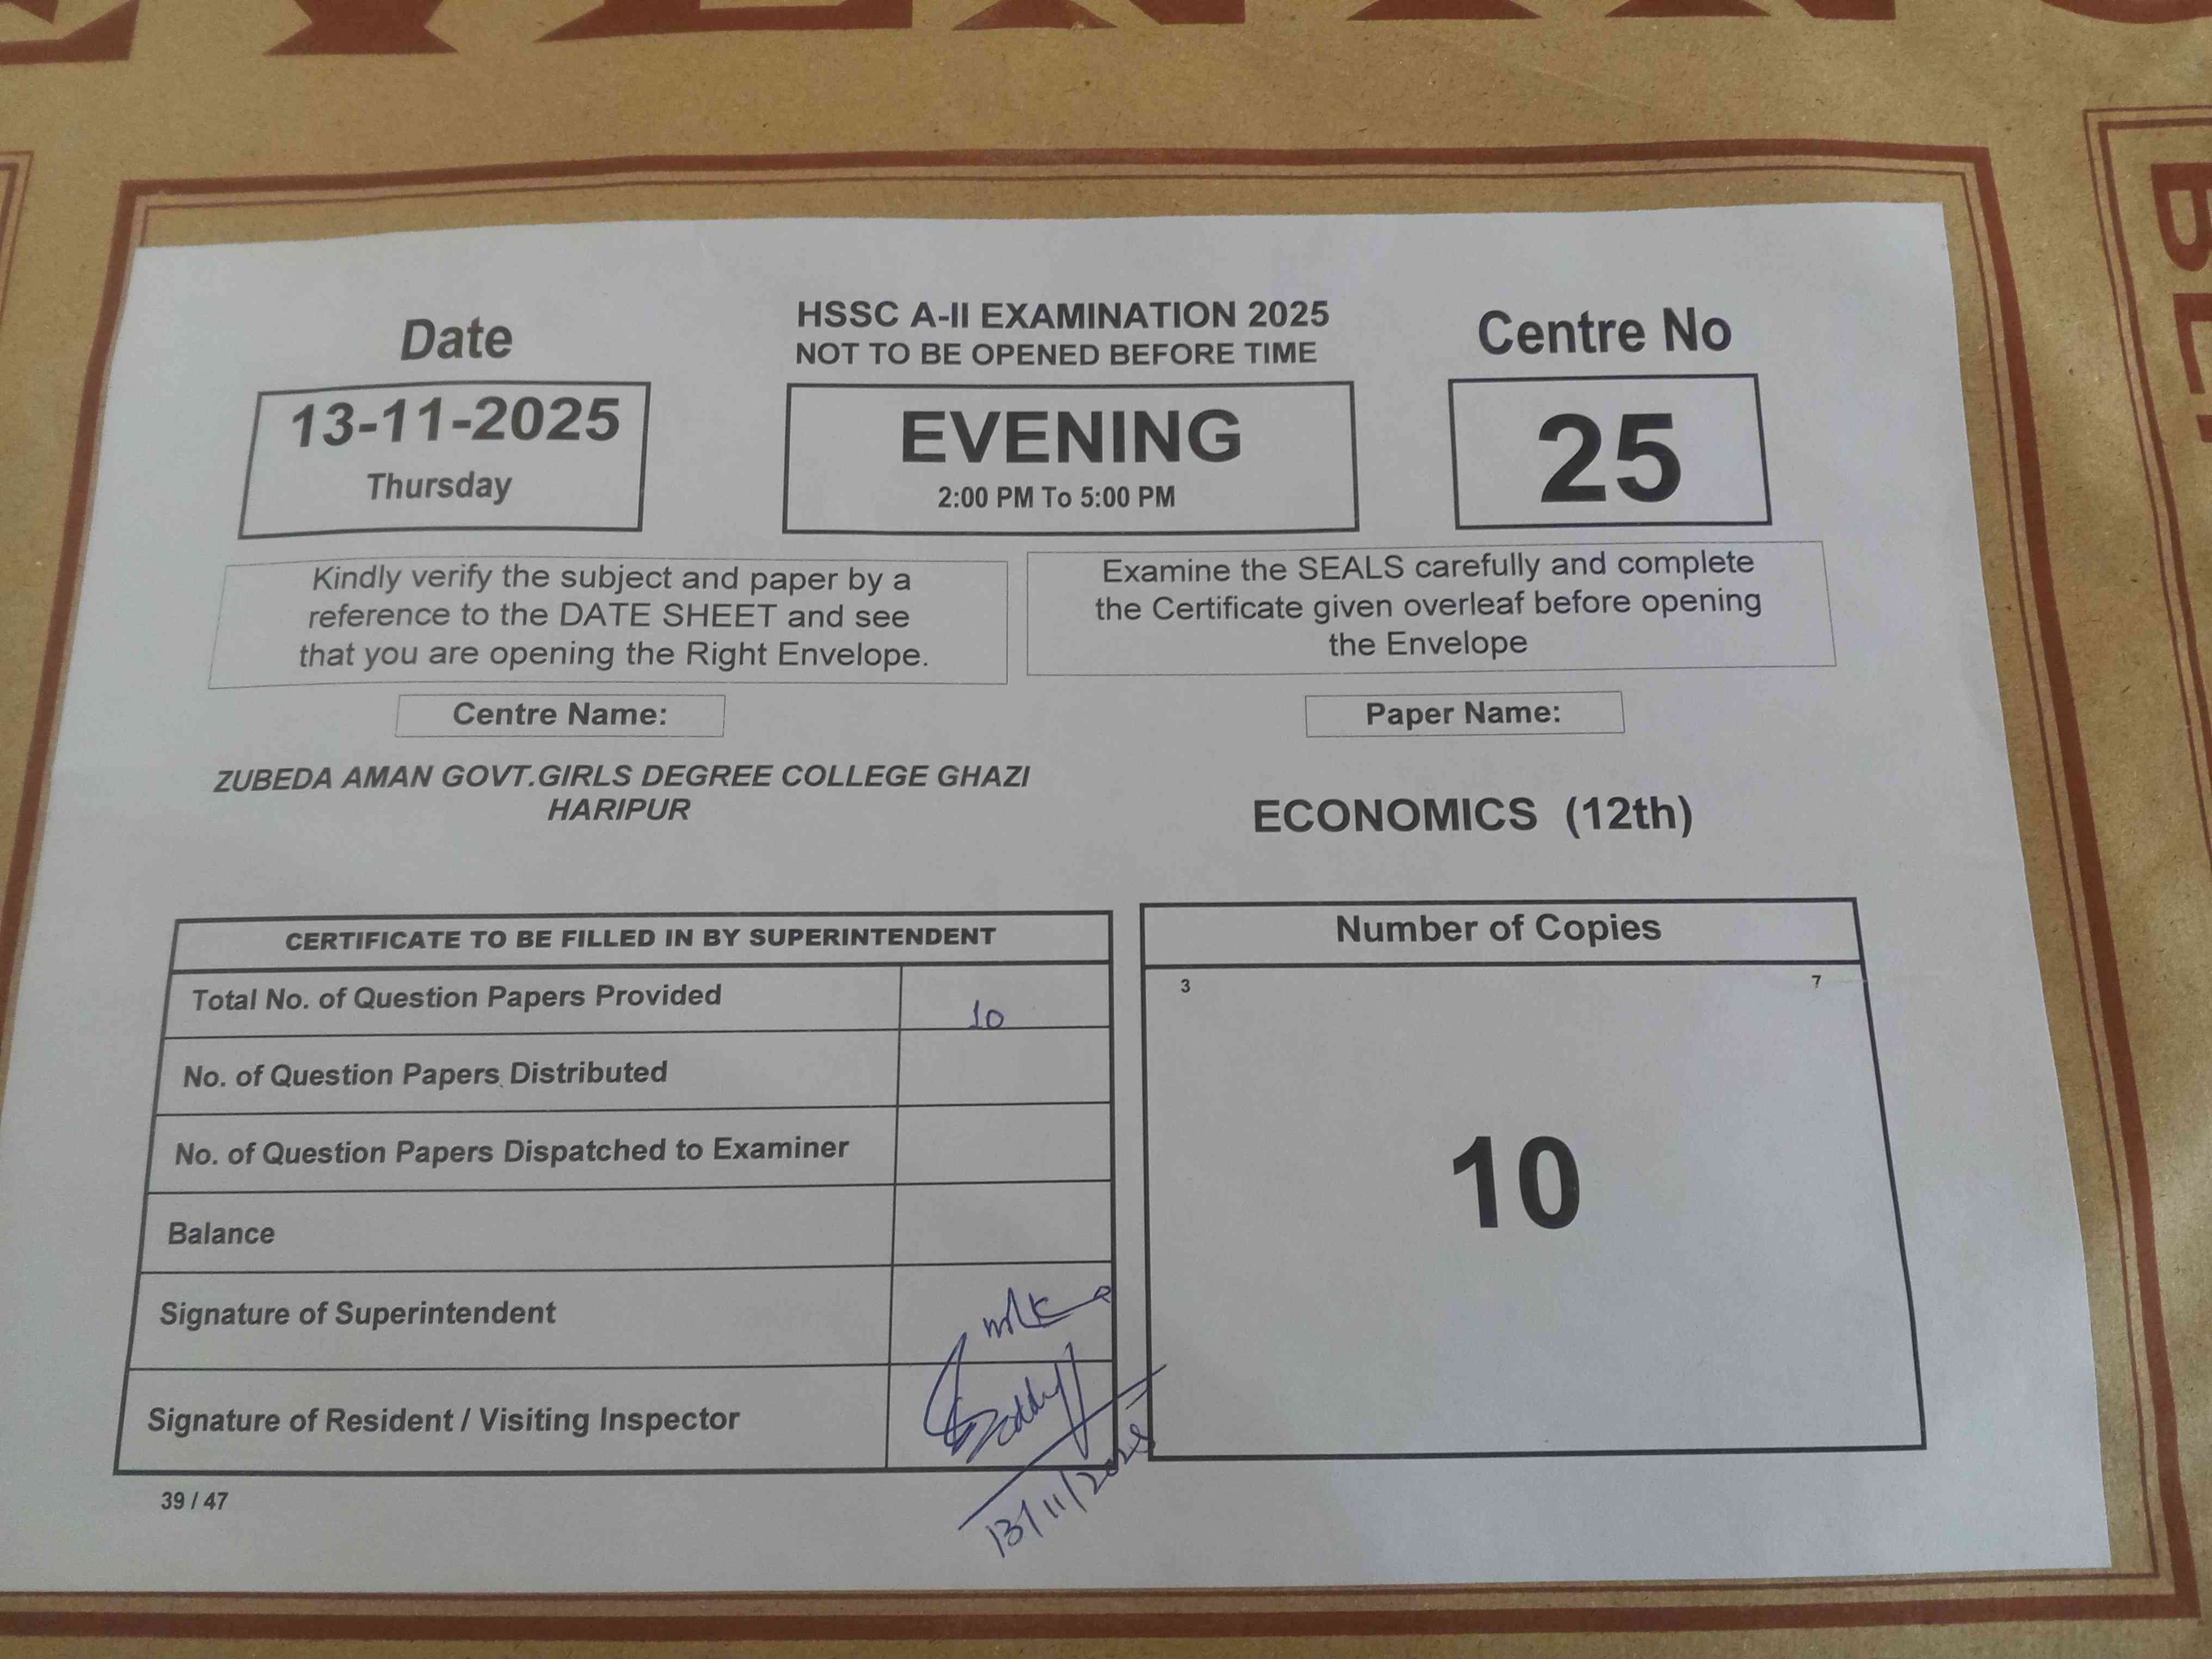 Date
13-11-2025
Thursday
HSSC A-II EXAMINATION 2025
NOT TO BE OPENED BEFORE TIME
EVENING
2:00 PM To 5:00 PM
Centre No
25
Kindly verify the subject and paper by a
reference to the DATE SHEET and see
that you are opening the Right Envelope.
Examine the SEALS carefully and complete
the Certificate given overleaf before opening
the Envelope
Centre Name:
ZUBEDA AMAN GOVT.GIRLS DEGREE COLLEGE GHAZI
HARIPUR
Paper Name:
ECONOMICS (12th)
CERTIFICATE TO BE FILLED IN BY SUPERINTENDENT
Total No. of Question Papers Provided 10
No. of Question Papers Distributed
No. of Question Papers Dispatched to Examiner
Balance
Signature of Superintendent
Signature of Resident / Visiting Inspector
13/11/2025
39 / 47
Number of Copies
3 7
10